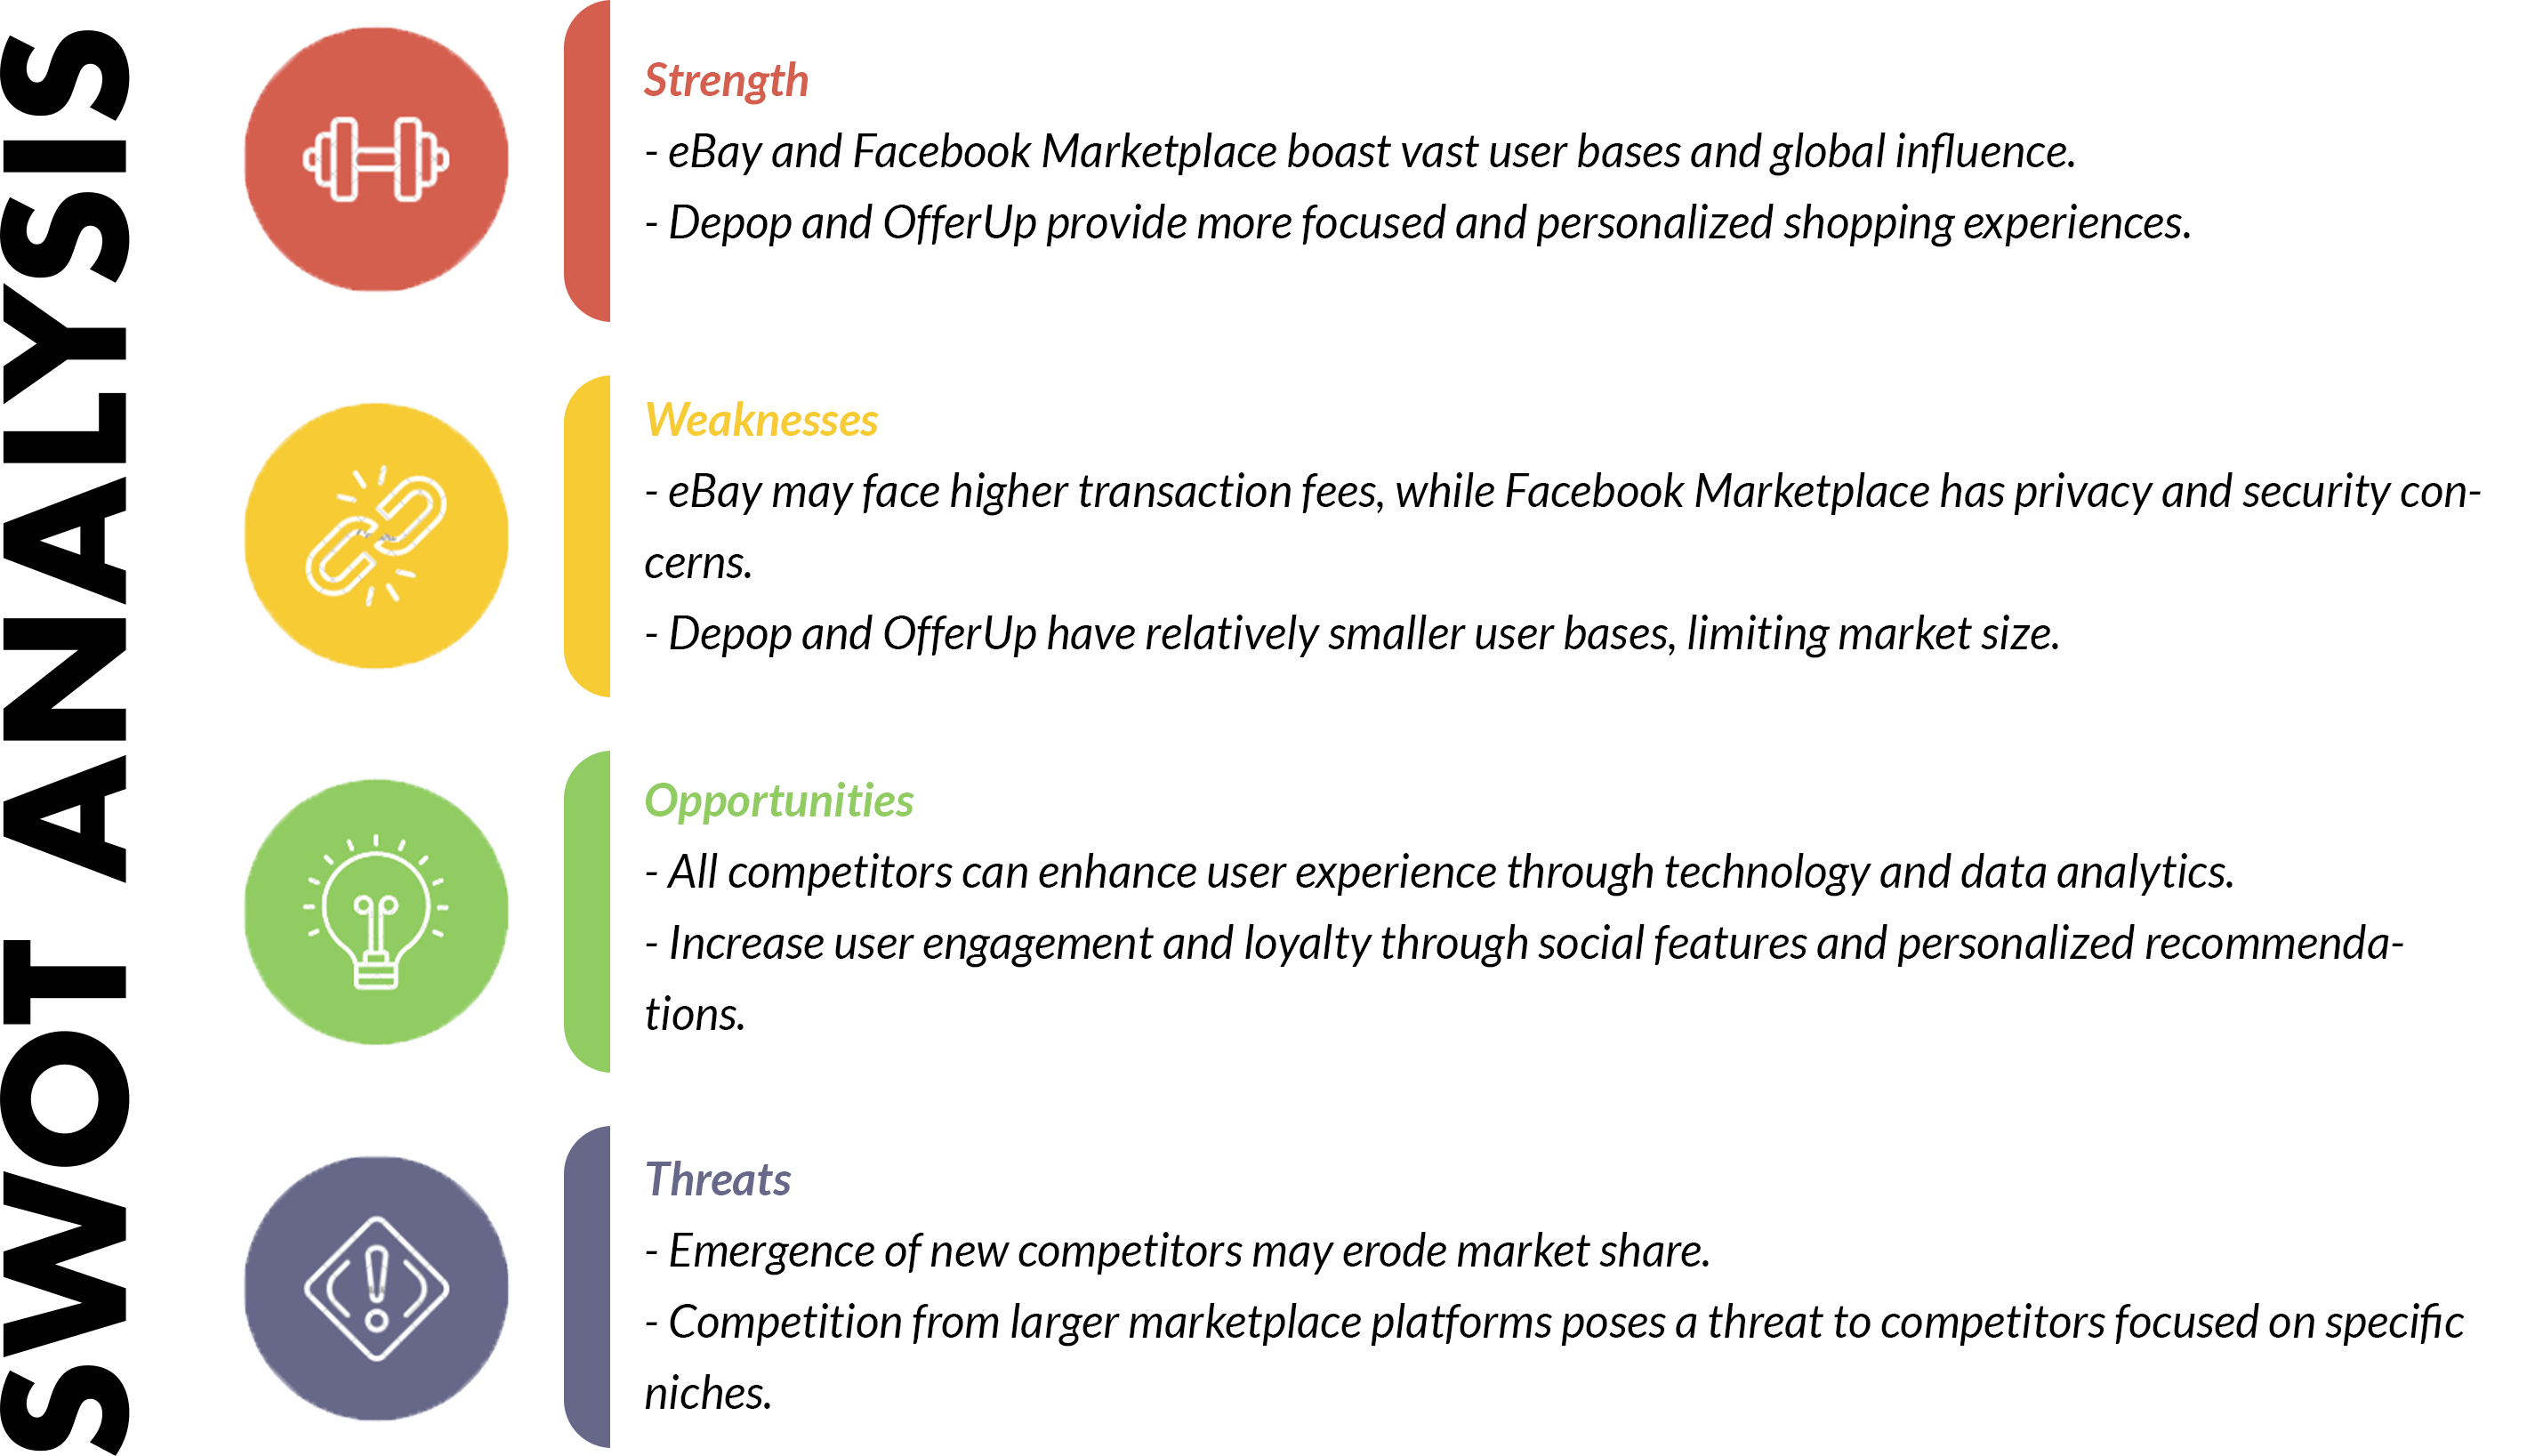 SWOT ANALYSIS
Strength
- eBay and Facebook Marketplace boast vast user bases and global influence.
- Depop and OfferUp provide more focused and personalized shopping experiences.
Weaknesses
- eBay may face higher transaction fees, while Facebook Marketplace has privacy and security con-
cerns.
- Depop and OfferUp have relatively smaller user bases, limiting market size.
Opportunities
- All competitors can enhance user experience through technology and data analytics.
- Increase user engagement and loyalty through social features and personalized recommenda-
tions.
Threats
- Emergence of new competitors may erode market share.
- Competition from larger marketplace platforms poses a threat to competitors focused on specific
niches.